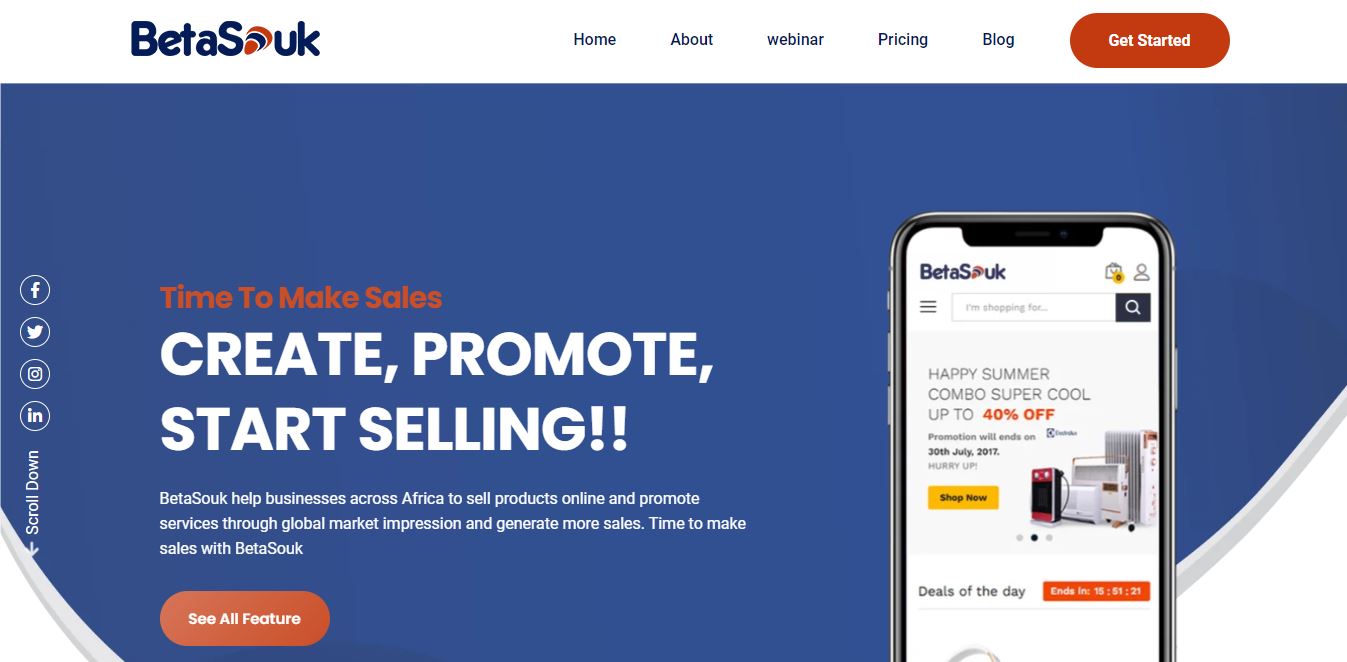 BetaSouk
Home
About
webinar
Pricing
Blog
Get Started
Time To Make Sales
CREATE, PROMOTE,
START SELLING!!
BetaSouk help businesses across Africa to sell products online and promote
services through global market impression and generate more sales. Time to make
sales with BetaSouk
See All Feature
Scroll Down
BetaSouk
0
I'm shopping for...
HAPPY SUMMER
COMBO SUPER COOL
UP TO 40% OFF
Promotion will ends on
30th July, 2017.
HURRY UP!
Electrolux
Shop Now
Deals of the day
Ends in: 15 : 51 : 21